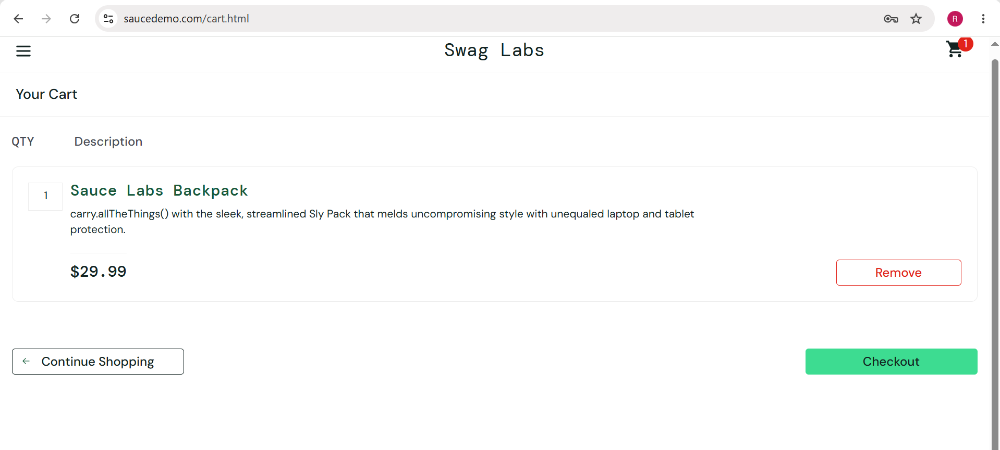 saucedemo.com/cart.html
R
Swag Labs
1
Your Cart
QTY Description
1
Sauce Labs Backpack
carry.allTheThings() with the sleek, streamlined Sly Pack that melds uncompromising style with unequaled laptop and tablet
protection.
$29.99
Remove
Continue Shopping
Checkout